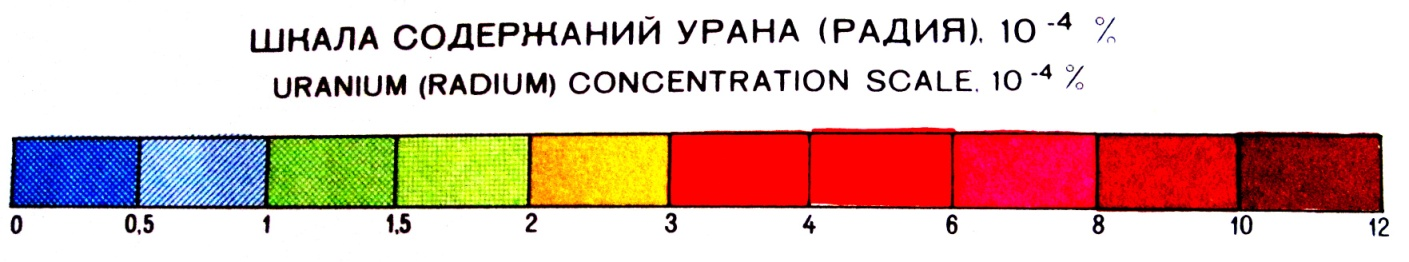 ШКАЛА СОДЕРЖАНИЙ УРАНА (РАДИЯ), 10 -4 %
URANIUM (RADIUM) CONCENTRATION SCALE, 10 -4 %
0 0,5 1 1,5 2 3 4 6 8 10 12